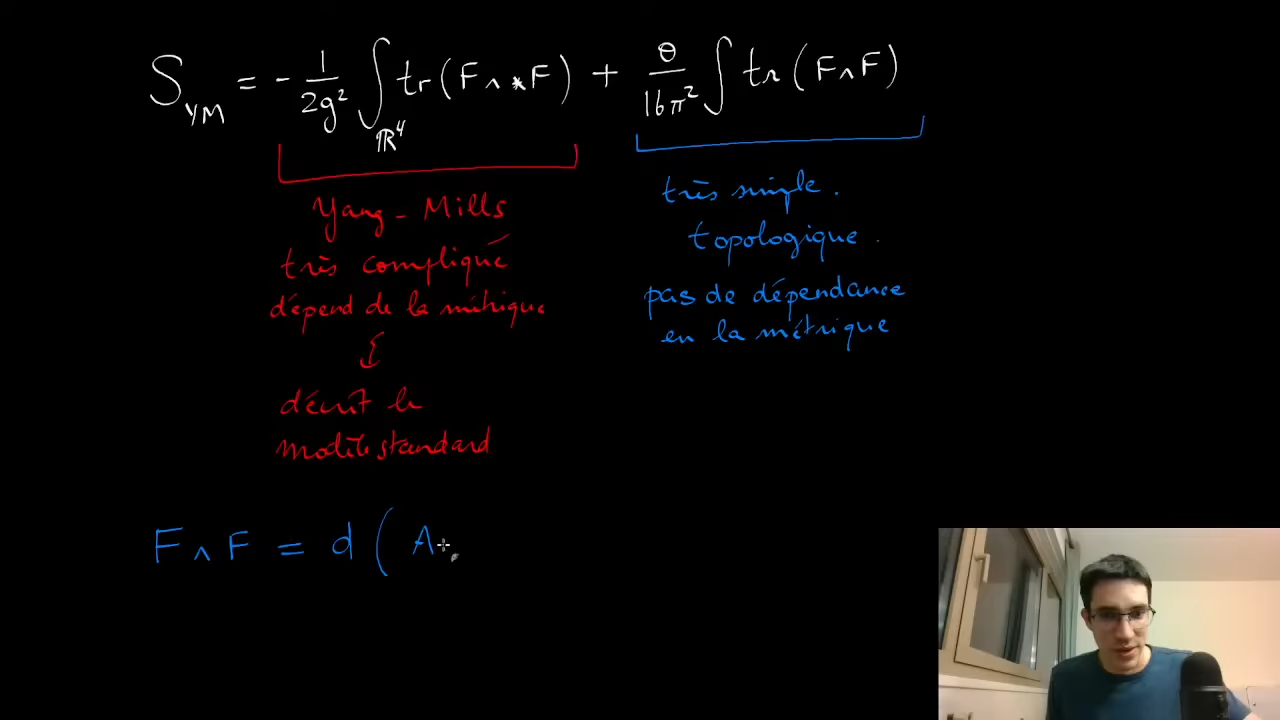 S_YM = - 1/2g² ∫_ℝ⁴ tr(F∧*F) + θ/16π² ∫ tr(F∧F)
Yang-Mills
très compliqué
dépend de la métrique
décrit le
modèle standard
très simple.
topologique.
pas de dépendance
en la métrique
F∧F = d(A